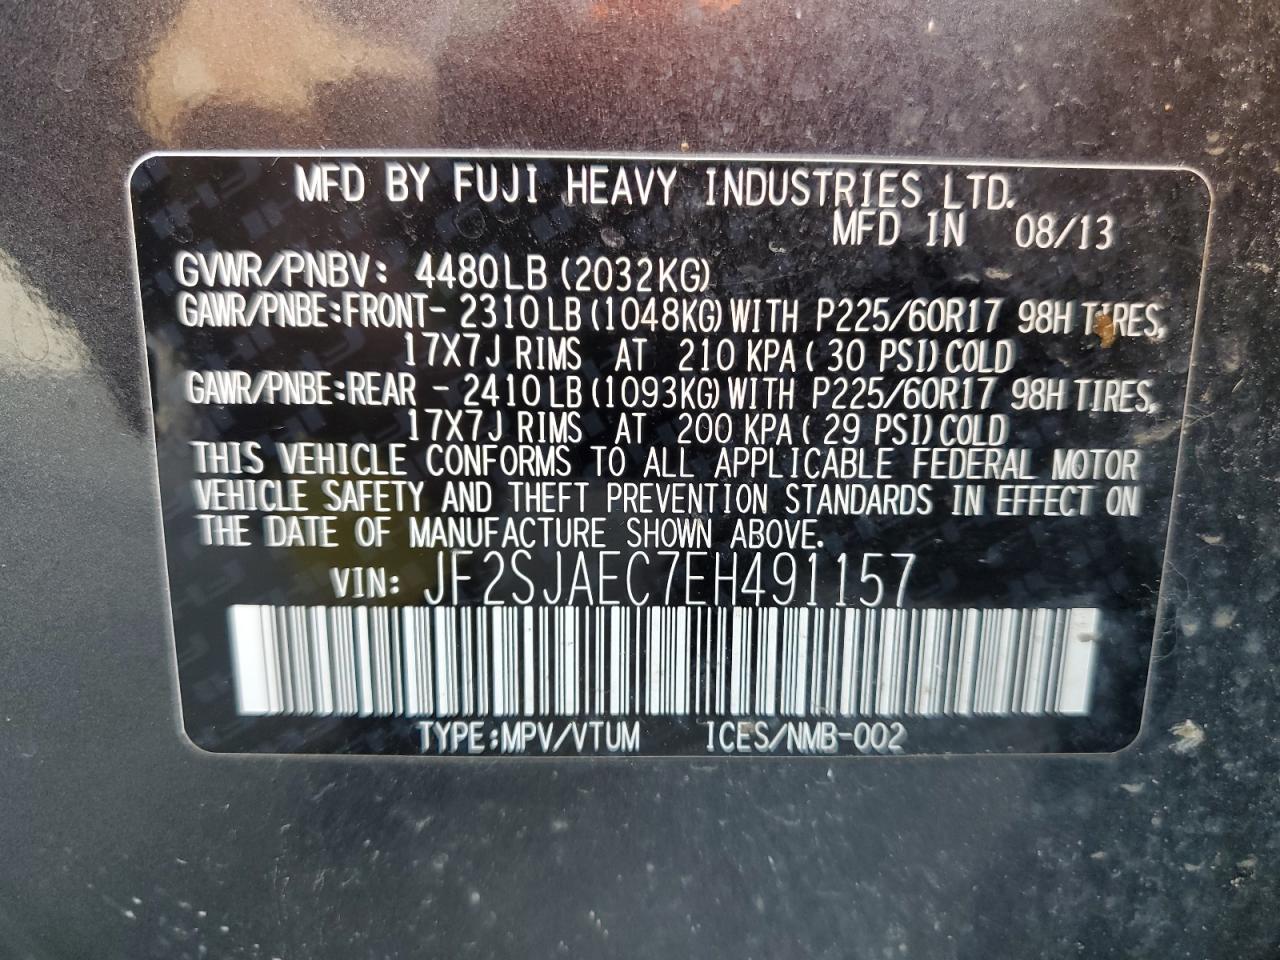 MFD BY FUJI HEAVY INDUSTRIES LTD.
MFD IN 08/13
GVWR/PNBV: 4480LB (2032KG)
GAWR/PNBE:FRONT- 2310LB (1048KG) WITH P225/60R17 98H TIRES,
17X7J RIMS AT 210 KPA ( 30 PSI) COLD
GAWR/PNBE:REAR - 2410LB (1093KG) WITH P225/60R17 98H TIRES,
17X7J RIMS AT 200 KPA ( 29 PSI) COLD
THIS VEHICLE CONFORMS TO ALL APPLICABLE FEDERAL MOTOR
VEHICLE SAFETY AND THEFT PREVENTION STANDARDS IN EFFECT ON
THE DATE OF MANUFACTURE SHOWN ABOVE.
VIN: JF2SJAEC7EH491157
TYPE:MPV/VTUM ICES/NMB-002